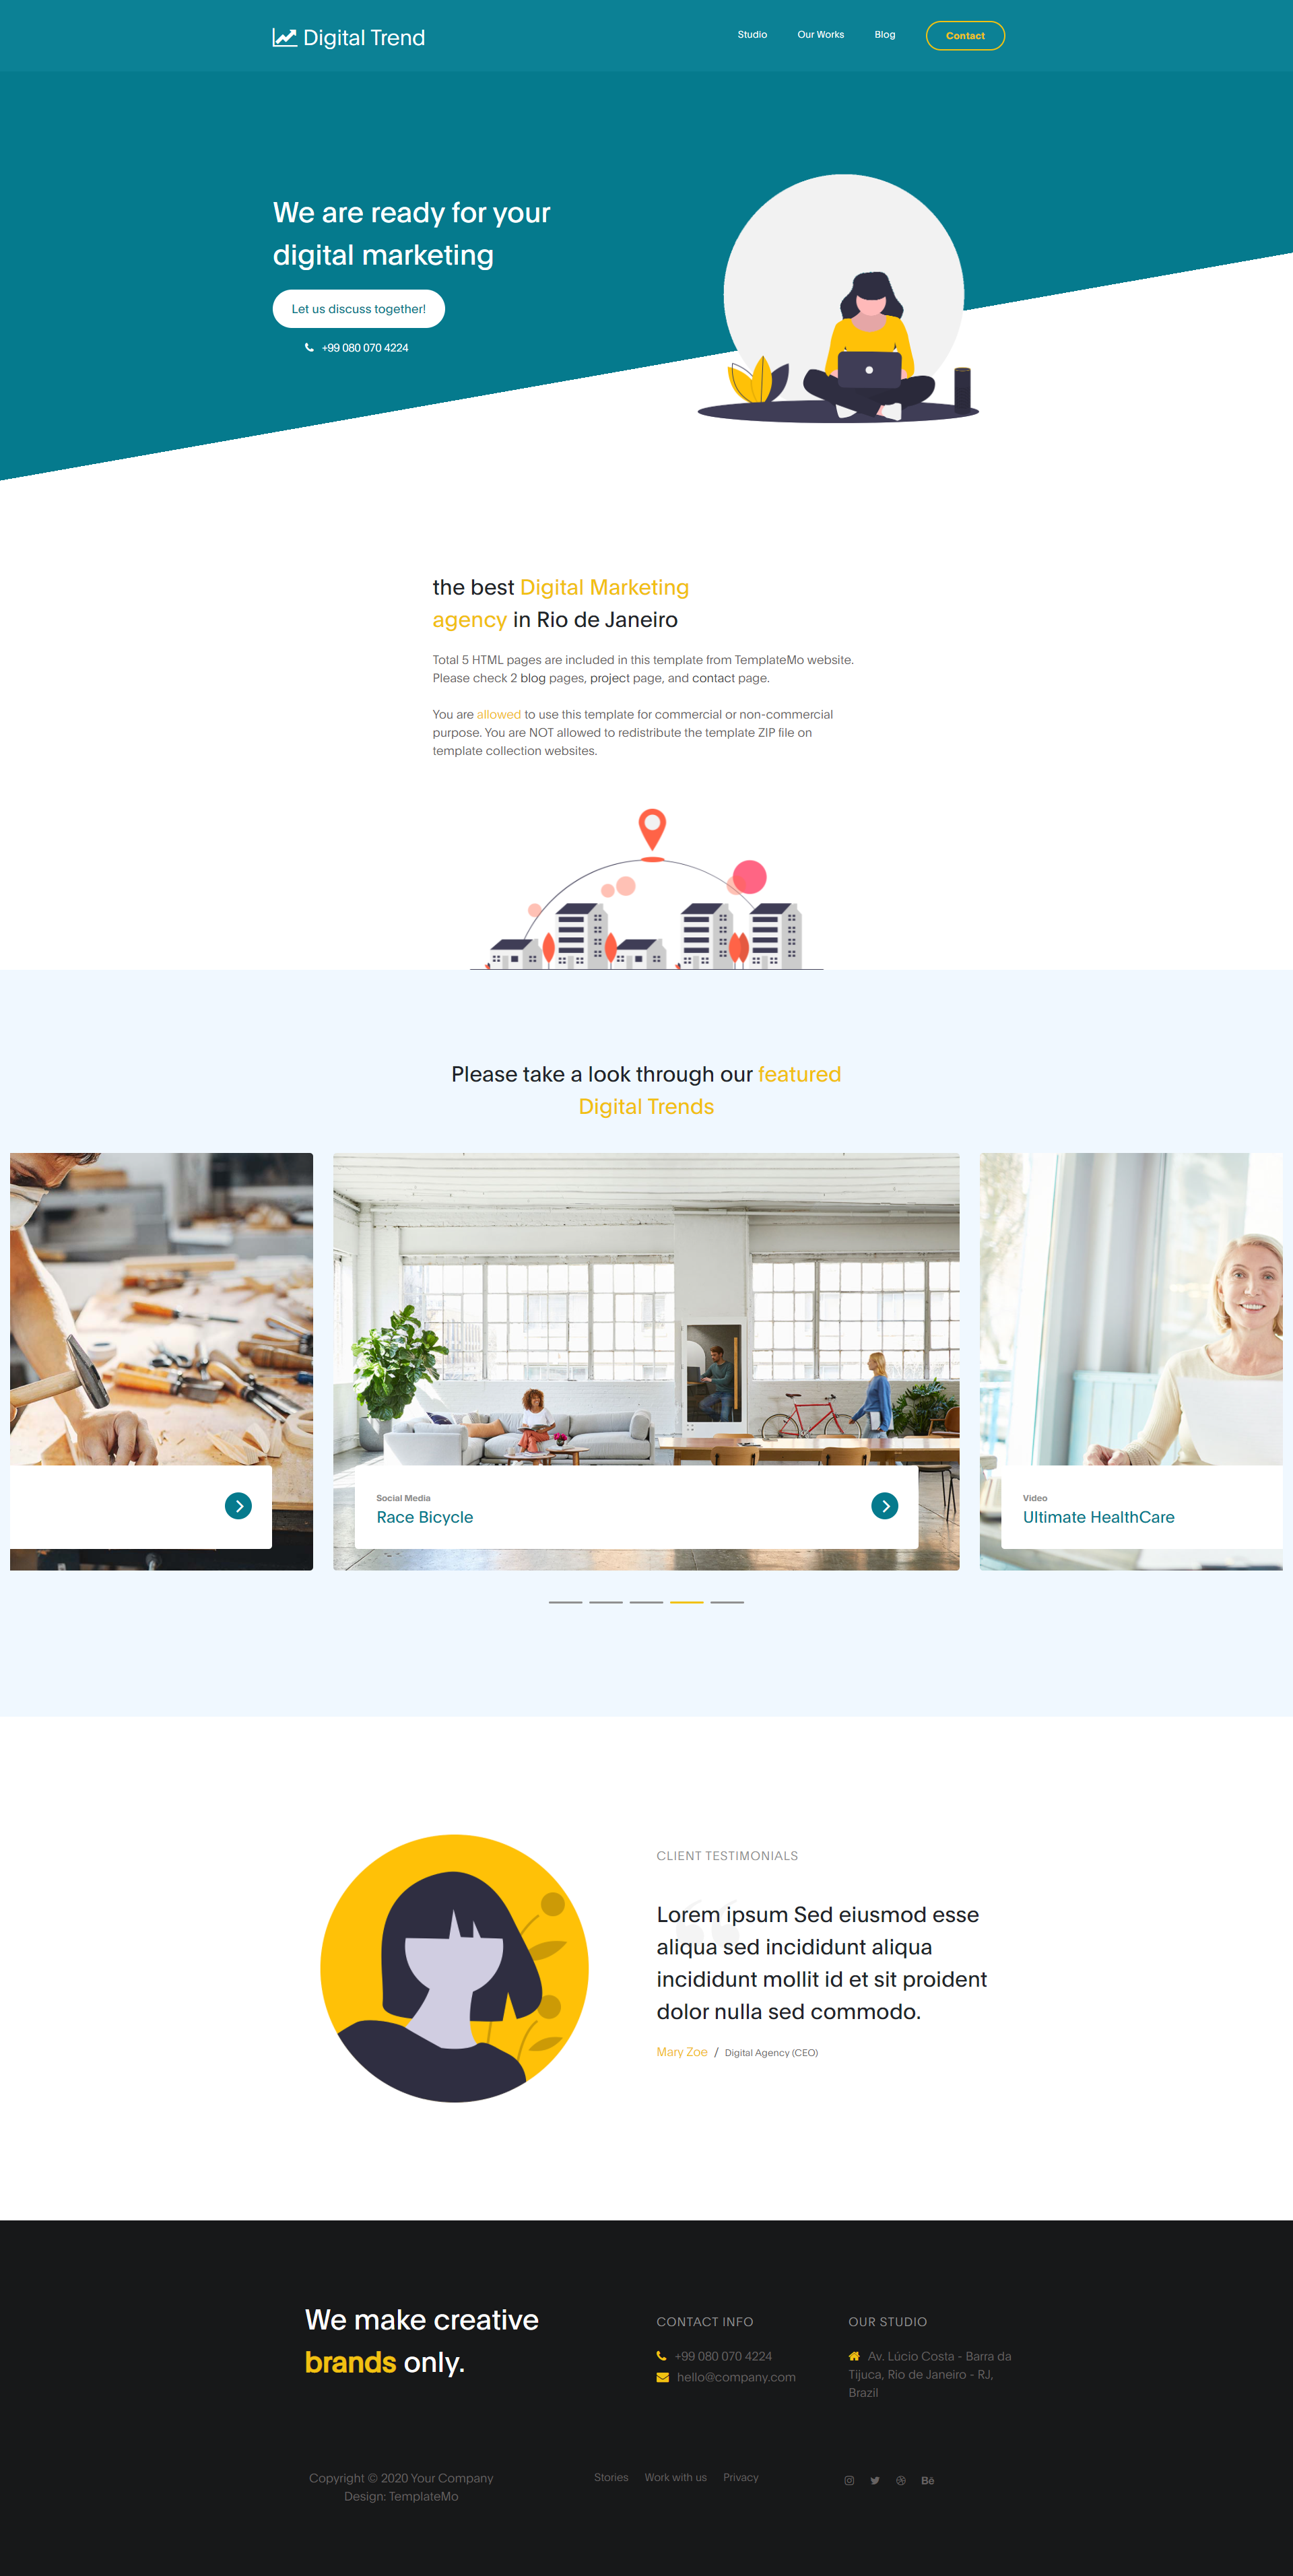 Digital Trend
Studio
Our Works
Blog
Contact
We are ready for your
digital marketing
Let us discuss together!
+99 080 070 4224
the best Digital Marketing
agency in Rio de Janeiro
Total 5 HTML pages are included in this template from TemplateMo website.
Please check 2 blog pages, project page, and contact page.
You are allowed to use this template for commercial or non-commercial
purpose. You are NOT allowed to redistribute the template ZIP file on
template collection websites.
Please take a look through our featured
Digital Trends
Social Media
Race Bicycle
Video
Ultimate HealthCare
CLIENT TESTIMONIALS
Lorem ipsum Sed eiusmod esse
aliqua sed incididunt aliqua
incididunt mollit id et sit proident
dolor nulla sed commodo.
Mary Zoe / Digital Agency (CEO)
We make creative
brands only.
CONTACT INFO
+99 080 070 4224
hello@company.com
OUR STUDIO
Av. Lúcio Costa - Barra da
Tijuca, Rio de Janeiro - RJ,
Brazil
Copyright © 2020 Your Company
Design: TemplateMo
Stories
Work with us
Privacy